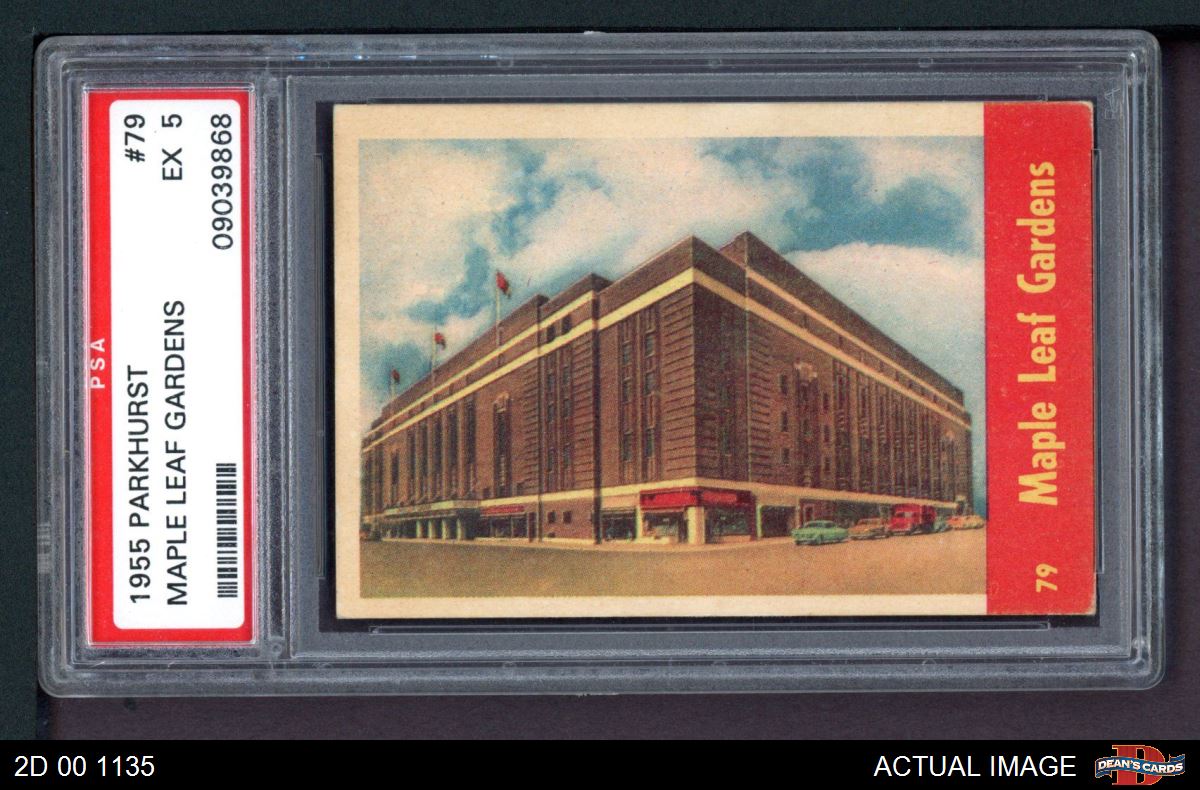 PSA
1955 PARKHURST #79
MAPLE LEAF GARDENS EX 5
09039868
79 Maple Leaf Gardens
2D 00 1135
ACTUAL IMAGE
DEAN'S CARDS